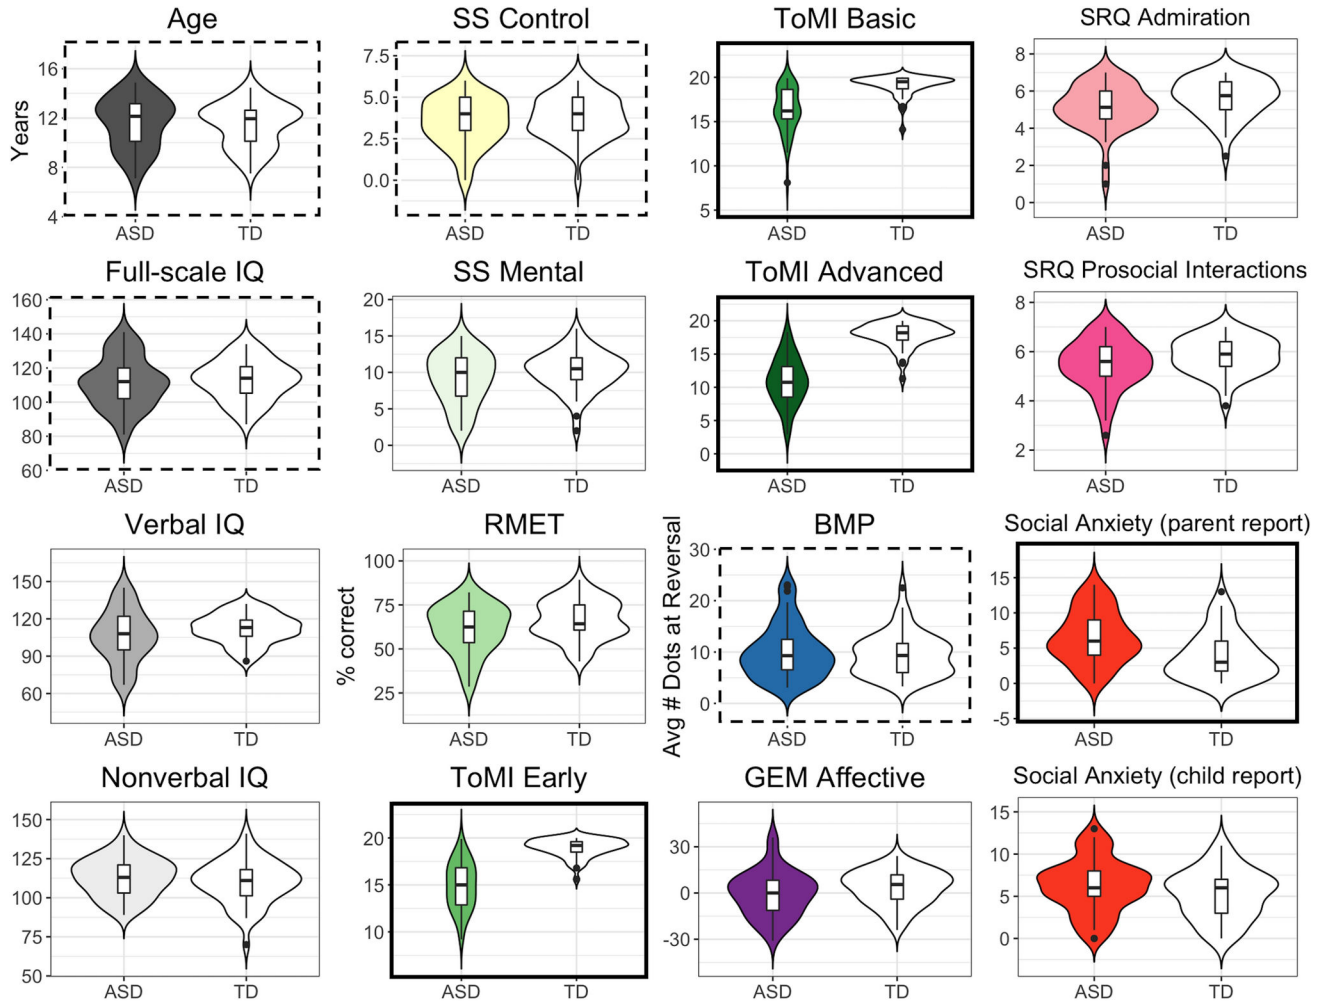 Age
SS Control
ToMI Basic
SRQ Admiration
Years
16
12
8
4
7.5
5.0
2.5
0.0
20
15
10
5
8
6
4
2
0
ASD TD
ASD TD
ASD TD
ASD TD
Full-scale IQ
SS Mental
ToMI Advanced
SRQ Prosocial Interactions
160
140
120
100
80
60
20
15
10
5
0
20
15
10
5
0
8
6
4
2
ASD TD
ASD TD
ASD TD
ASD TD
Verbal IQ
RMET
BMP
Social Anxiety (parent report)
150
120
90
60
% correct
100
75
50
25
Avg # Dots at Reversal
30
20
10
0
15
10
5
0
-5
ASD TD
ASD TD
ASD TD
ASD TD
Nonverbal IQ
ToMI Early
GEM Affective
Social Anxiety (child report)
150
125
100
75
50
20
15
10
30
0
-30
15
10
5
0
ASD TD
ASD TD
ASD TD
ASD TD